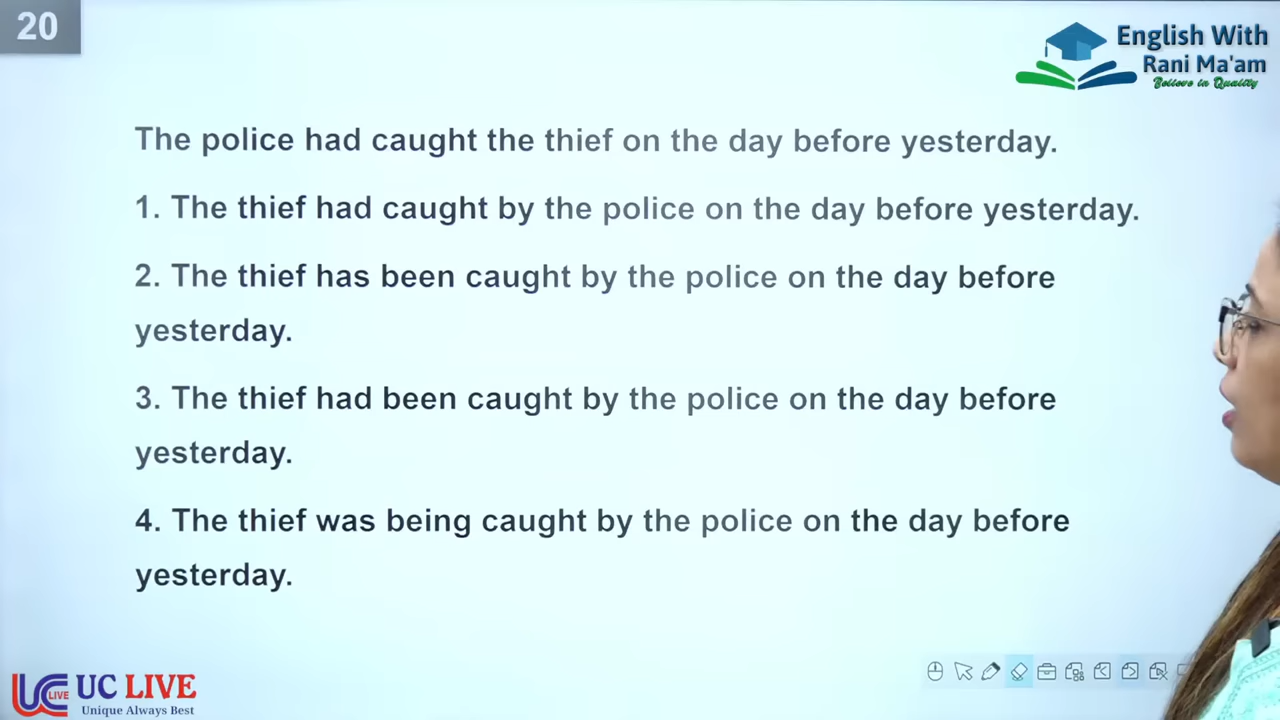 20
English With
Rani Ma'am
Believe in Quality
The police had caught the thief on the day before yesterday.
1. The thief had caught by the police on the day before yesterday.
2. The thief has been caught by the police on the day before
yesterday.
3. The thief had been caught by the police on the day before
yesterday.
4. The thief was being caught by the police on the day before
yesterday.
UC LIVE
LIVE
Unique Always Best